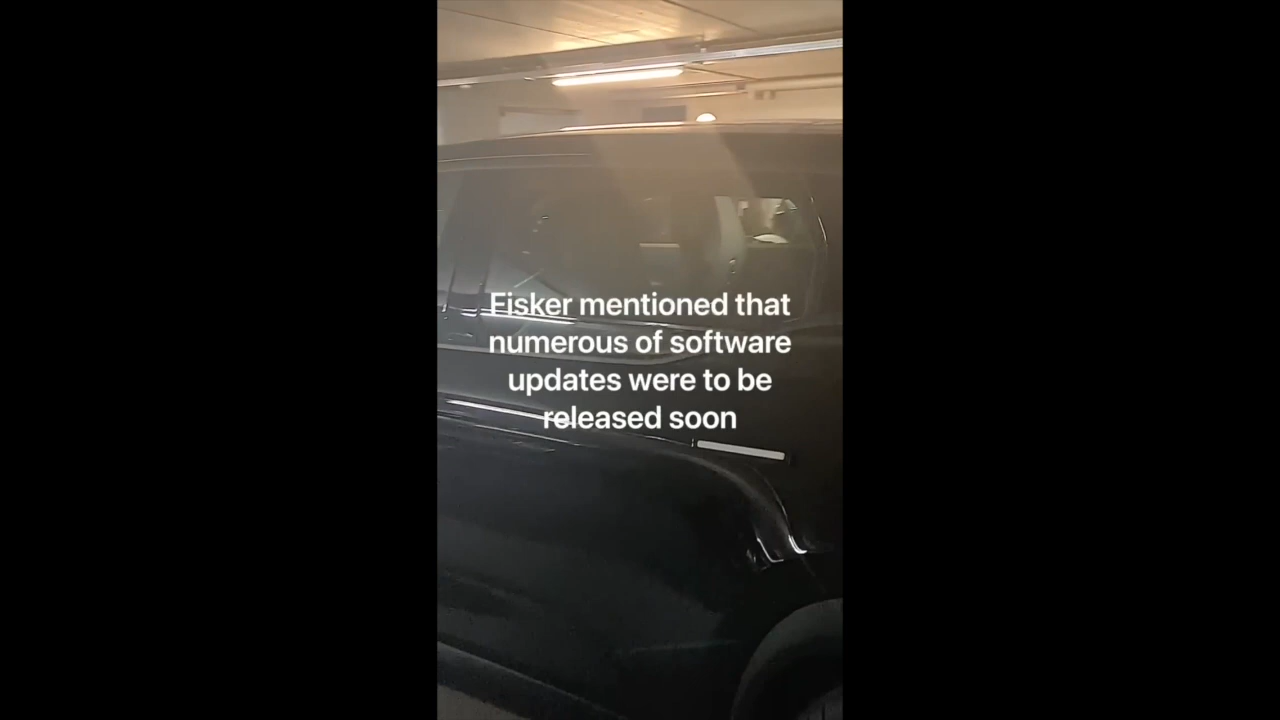 Fisker mentioned that
numerous of software
updates were to be
released soon